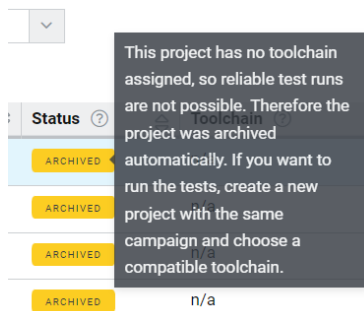 This project has no toolchain
assigned, so reliable test runs
are not possible. Therefore the
project was archived
automatically. If you want to
run the tests, create a new
project with the same
campaign and choose a
compatible toolchain.
Status ? Toolchain ?
ARCHIVED
ARCHIVED n/a
ARCHIVED n/a
ARCHIVED n/a